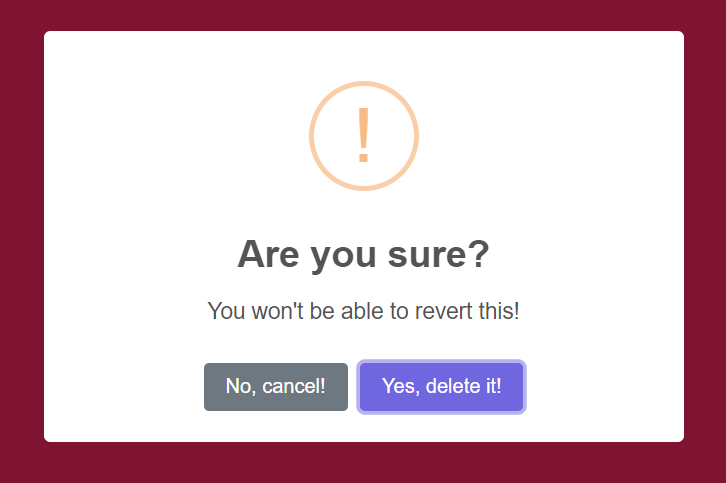 !
Are you sure?
You won't be able to revert this!
No, cancel! Yes, delete it!